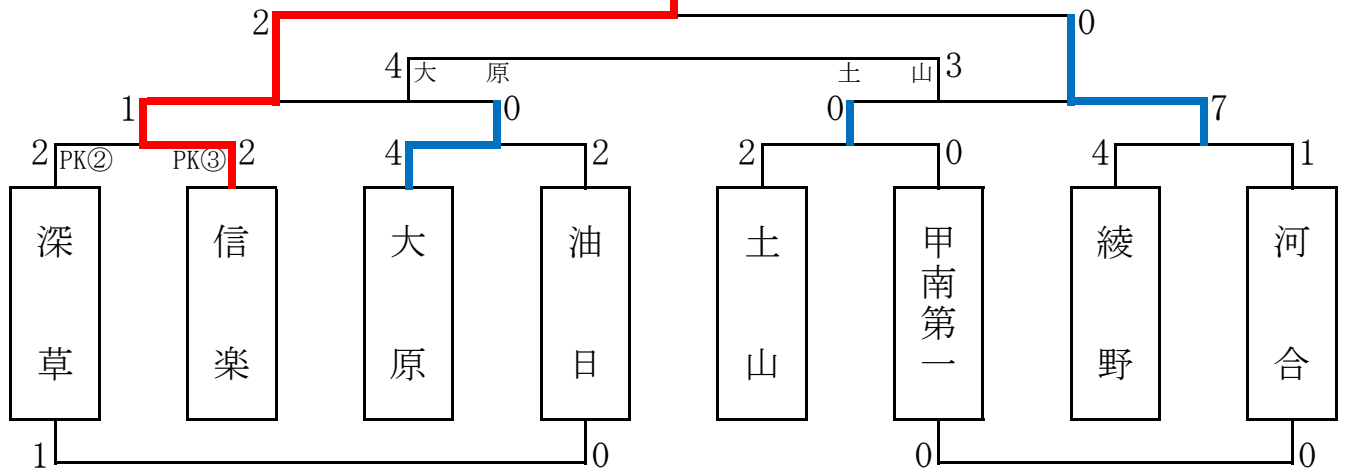 2 0
4 大 原 土 山 3
1 0 0 7
2 PK② PK③ 2 4 2 2 0 4 1
深草 信楽 大原 油日 土山 甲南第一 綾野 河合
1 0 0 0